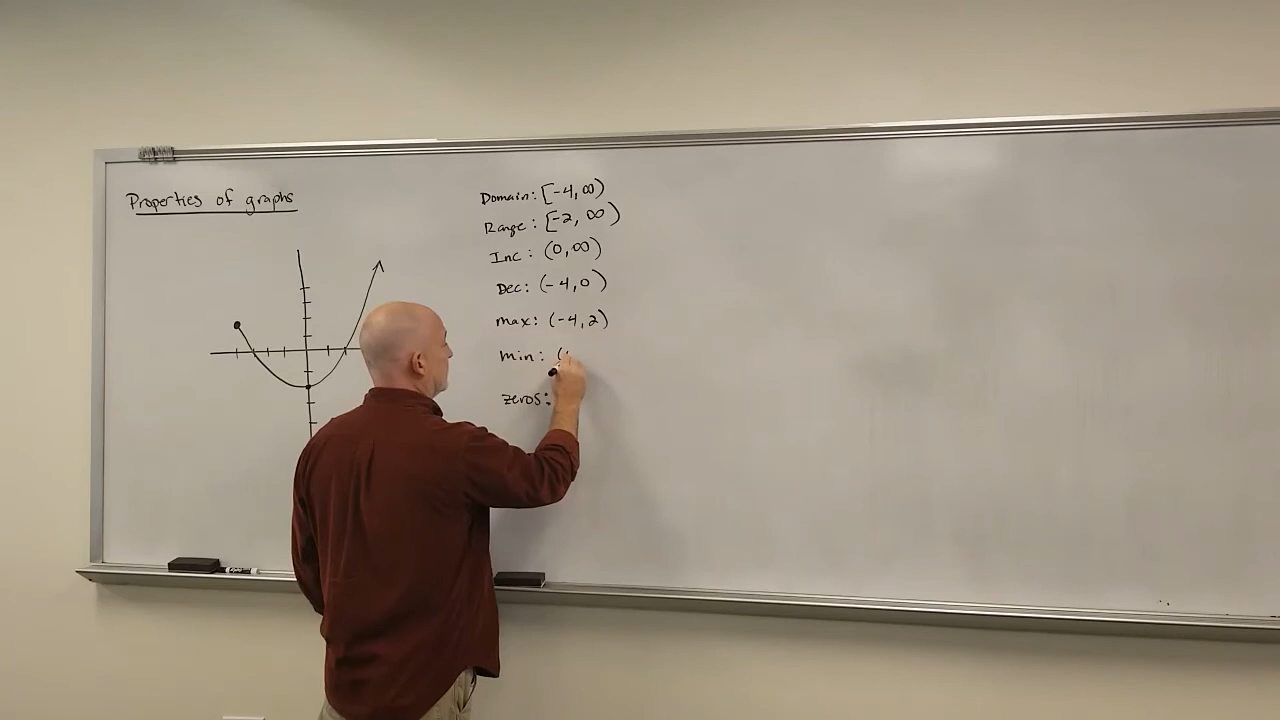 Properties of graphs
Domain: [-4, ∞)
Range: [-2, ∞)
Inc: (0, ∞)
Dec: (-4, 0)
max: (-4, 2)
min: (
zeros: